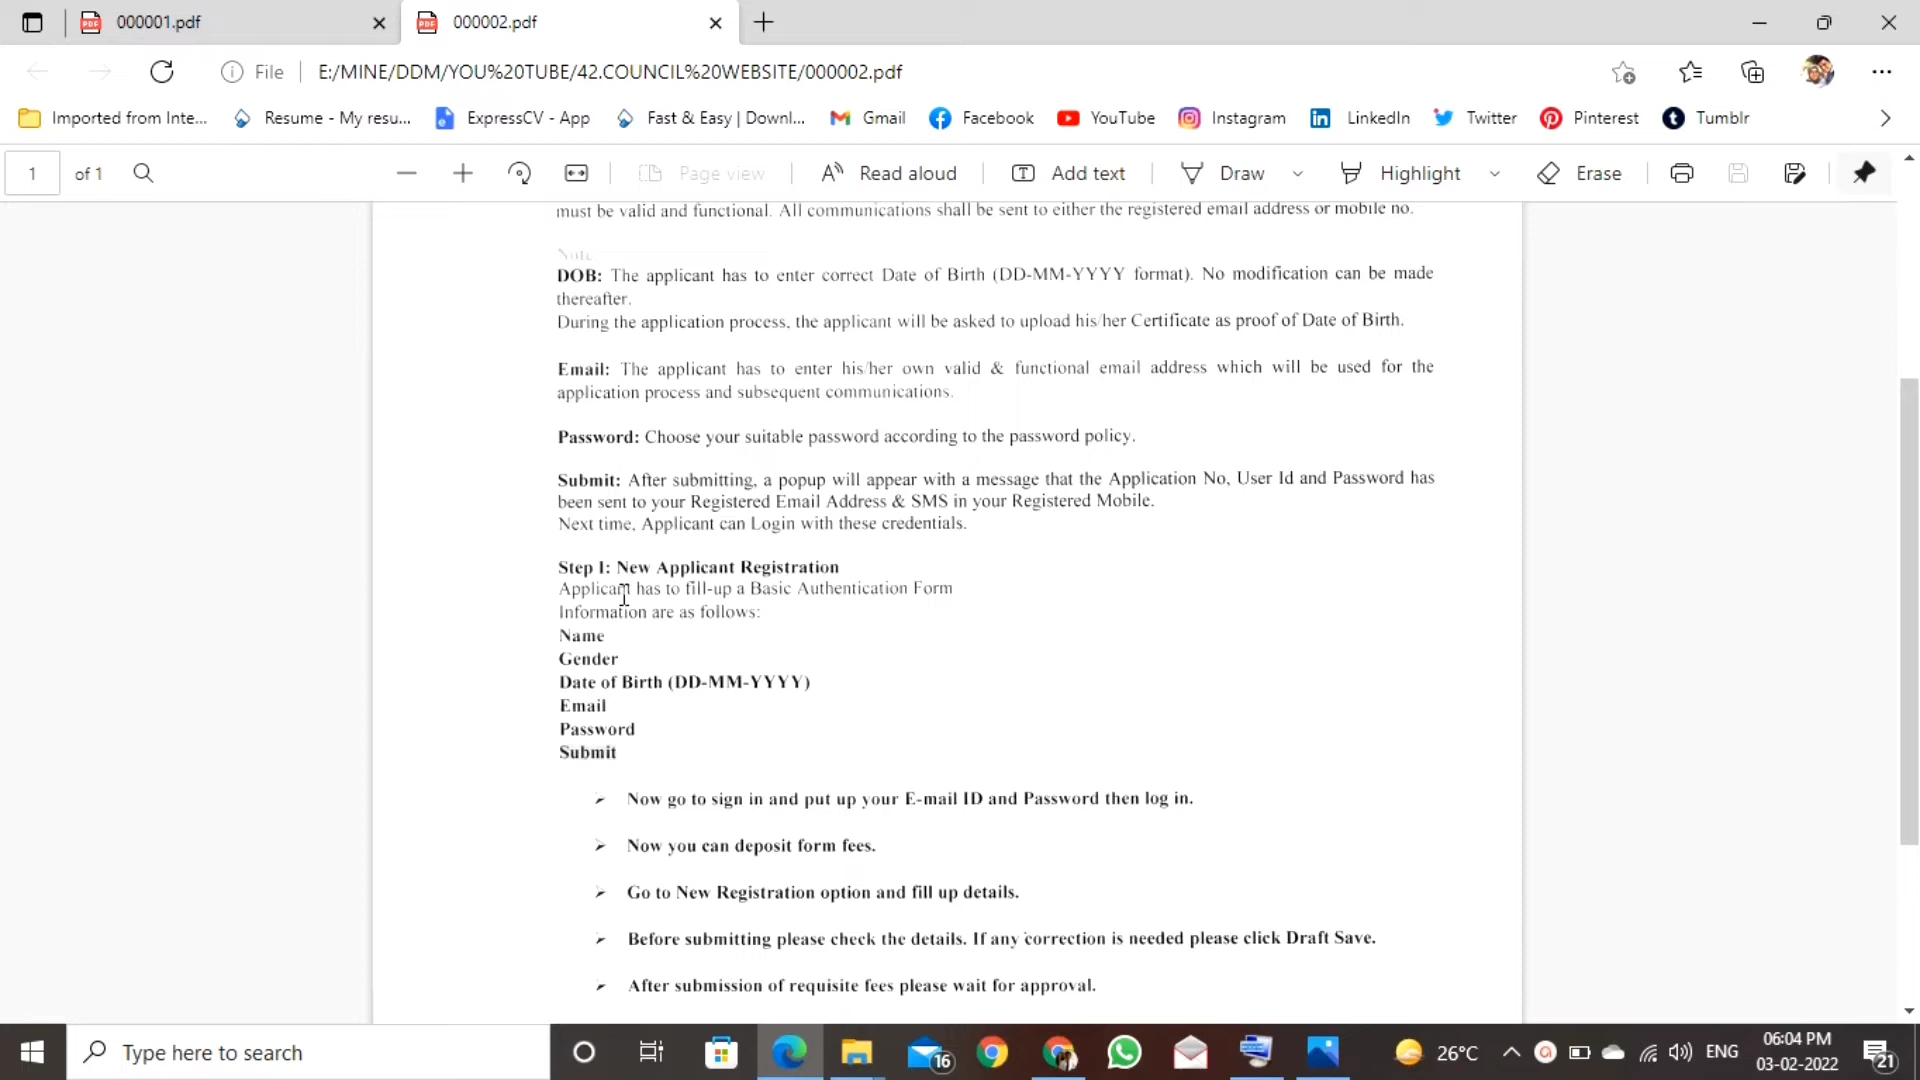 000001.pdf
000002.pdf
File
E:/MINE/DDM/YOU%20TUBE/42.COUNCIL%20WEBSITE/000002.pdf
Imported from Inte...
Resume - My resu...
ExpressCV - App
Fast & Easy | Downl...
Gmail
Facebook
YouTube
Instagram
LinkedIn
Twitter
Pinterest
Tumblr
1 of 1
Page view
Read aloud
Add text
Draw
Highlight
Erase
must be valid and functional. All communications shall be sent to either the registered email address or mobile no.
Note
DOB: The applicant has to enter correct Date of Birth (DD-MM-YYYY format). No modification can be made
thereafter.
During the application process, the applicant will be asked to upload his/her Certificate as proof of Date of Birth.
Email: The applicant has to enter his/her own valid & functional email address which will be used for the
application process and subsequent communications.
Password: Choose your suitable password according to the password policy.
Submit: After submitting, a popup will appear with a message that the Application No, User Id and Password has
been sent to your Registered Email Address & SMS in your Registered Mobile.
Next time, Applicant can Login with these credentials.
Step I: New Applicant Registration
Applicant has to fill-up a Basic Authentication Form
Information are as follows:
Name
Gender
Date of Birth (DD-MM-YYYY)
Email
Password
Submit
➢ Now go to sign in and put up your E-mail ID and Password then log in.
➢ Now you can deposit form fees.
➢ Go to New Registration option and fill up details.
➢ Before submitting please check the details. If any correction is needed please click Draft Save.
➢ After submission of requisite fees please wait for approval.
Type here to search
16
26°C
ENG
06:04 PM
03-02-2022
21